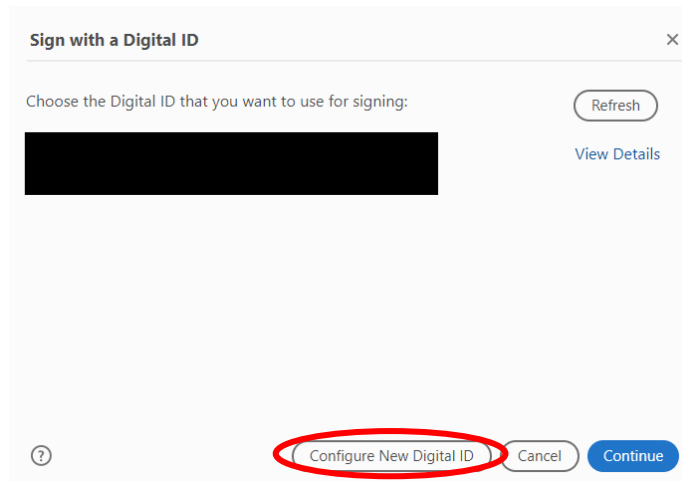 Sign with a Digital ID
Choose the Digital ID that you want to use for signing:
Refresh
View Details
Configure New Digital ID
Cancel
Continue